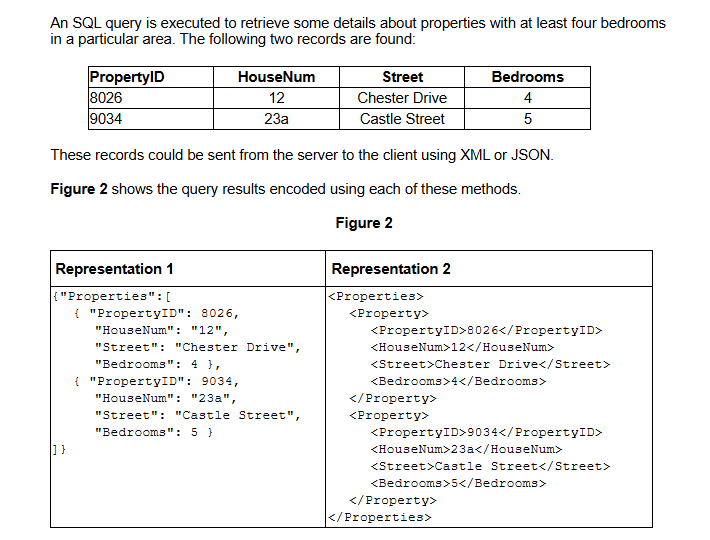 An SQL query is executed to retrieve some details about properties with at least four bedrooms
in a particular area. The following two records are found:
PropertyID HouseNum Street Bedrooms
8026 12 Chester Drive 4
9034 23a Castle Street 5
These records could be sent from the server to the client using XML or JSON.
Figure 2 shows the query results encoded using each of these methods.
Figure 2
Representation 1
{"Properties":[
{ "PropertyID": 8026,
"HouseNum": "12",
"Street": "Chester Drive",
"Bedrooms": 4 },
{ "PropertyID": 9034,
"HouseNum": "23a",
"Street": "Castle Street",
"Bedrooms": 5 }
]}
Representation 2
<Properties>
<Property>
<PropertyID>8026</PropertyID>
<HouseNum>12</HouseNum>
<Street>Chester Drive</Street>
<Bedrooms>4</Bedrooms>
</Property>
<Property>
<PropertyID>9034</PropertyID>
<HouseNum>23a</HouseNum>
<Street>Castle Street</Street>
<Bedrooms>5</Bedrooms>
</Property>
</Properties>